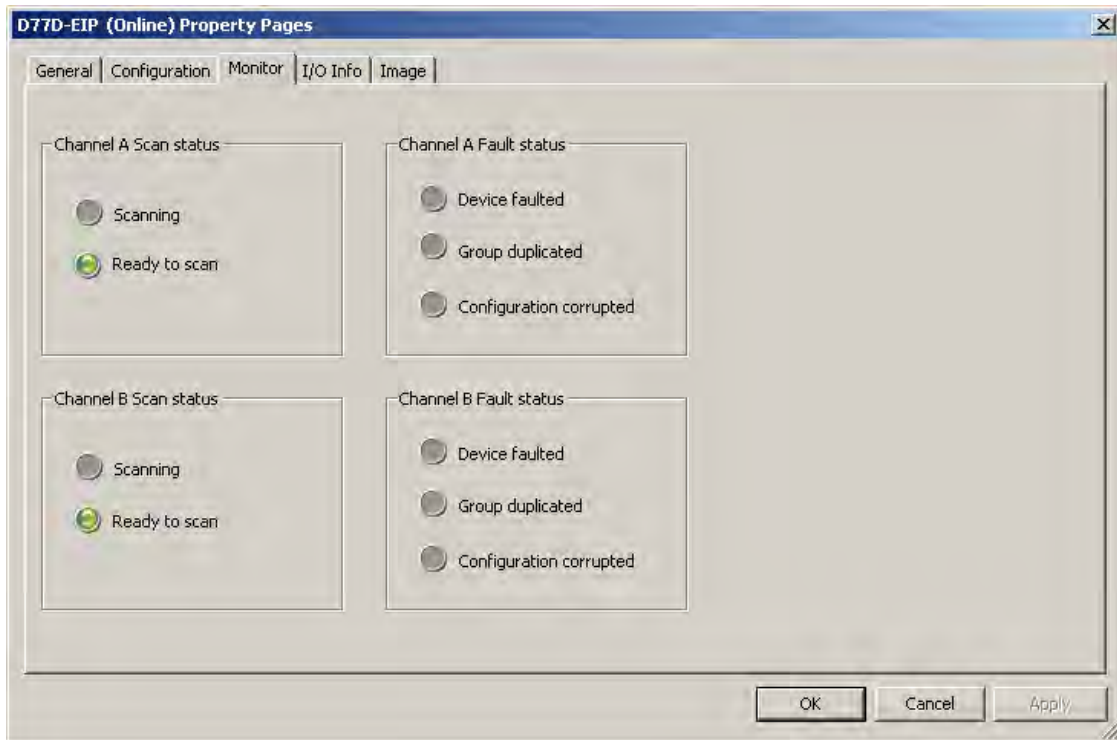 D77D-EIP (Online) Property Pages
General
Configuration
Monitor
I/O Info
Image
Channel A Scan status
Scanning
Ready to scan
Channel A Fault status
Device faulted
Group duplicated
Configuration corrupted
Channel B Scan status
Scanning
Ready to scan
Channel B Fault status
Device faulted
Group duplicated
Configuration corrupted
OK
Cancel
Apply